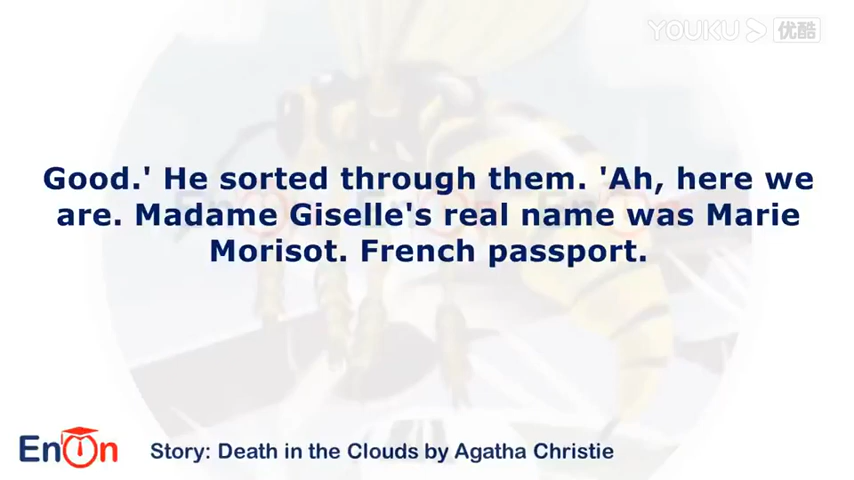 YOUKU 优酷
Good.' He sorted through them. 'Ah, here we
are. Madame Giselle's real name was Marie
Morisot. French passport.
EnOn
Story: Death in the Clouds by Agatha Christie